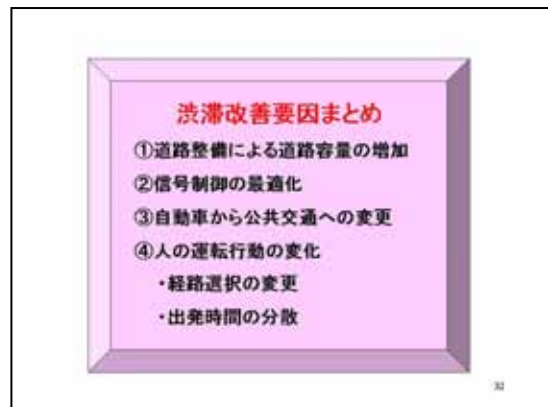 渋滞改善要因まとめ
①道路整備による道路容量の増加
②信号制御の最適化
③自動車から公共交通への変更
④人の運転行動の変化
・経路選択の変更
・出発時間の分散
32